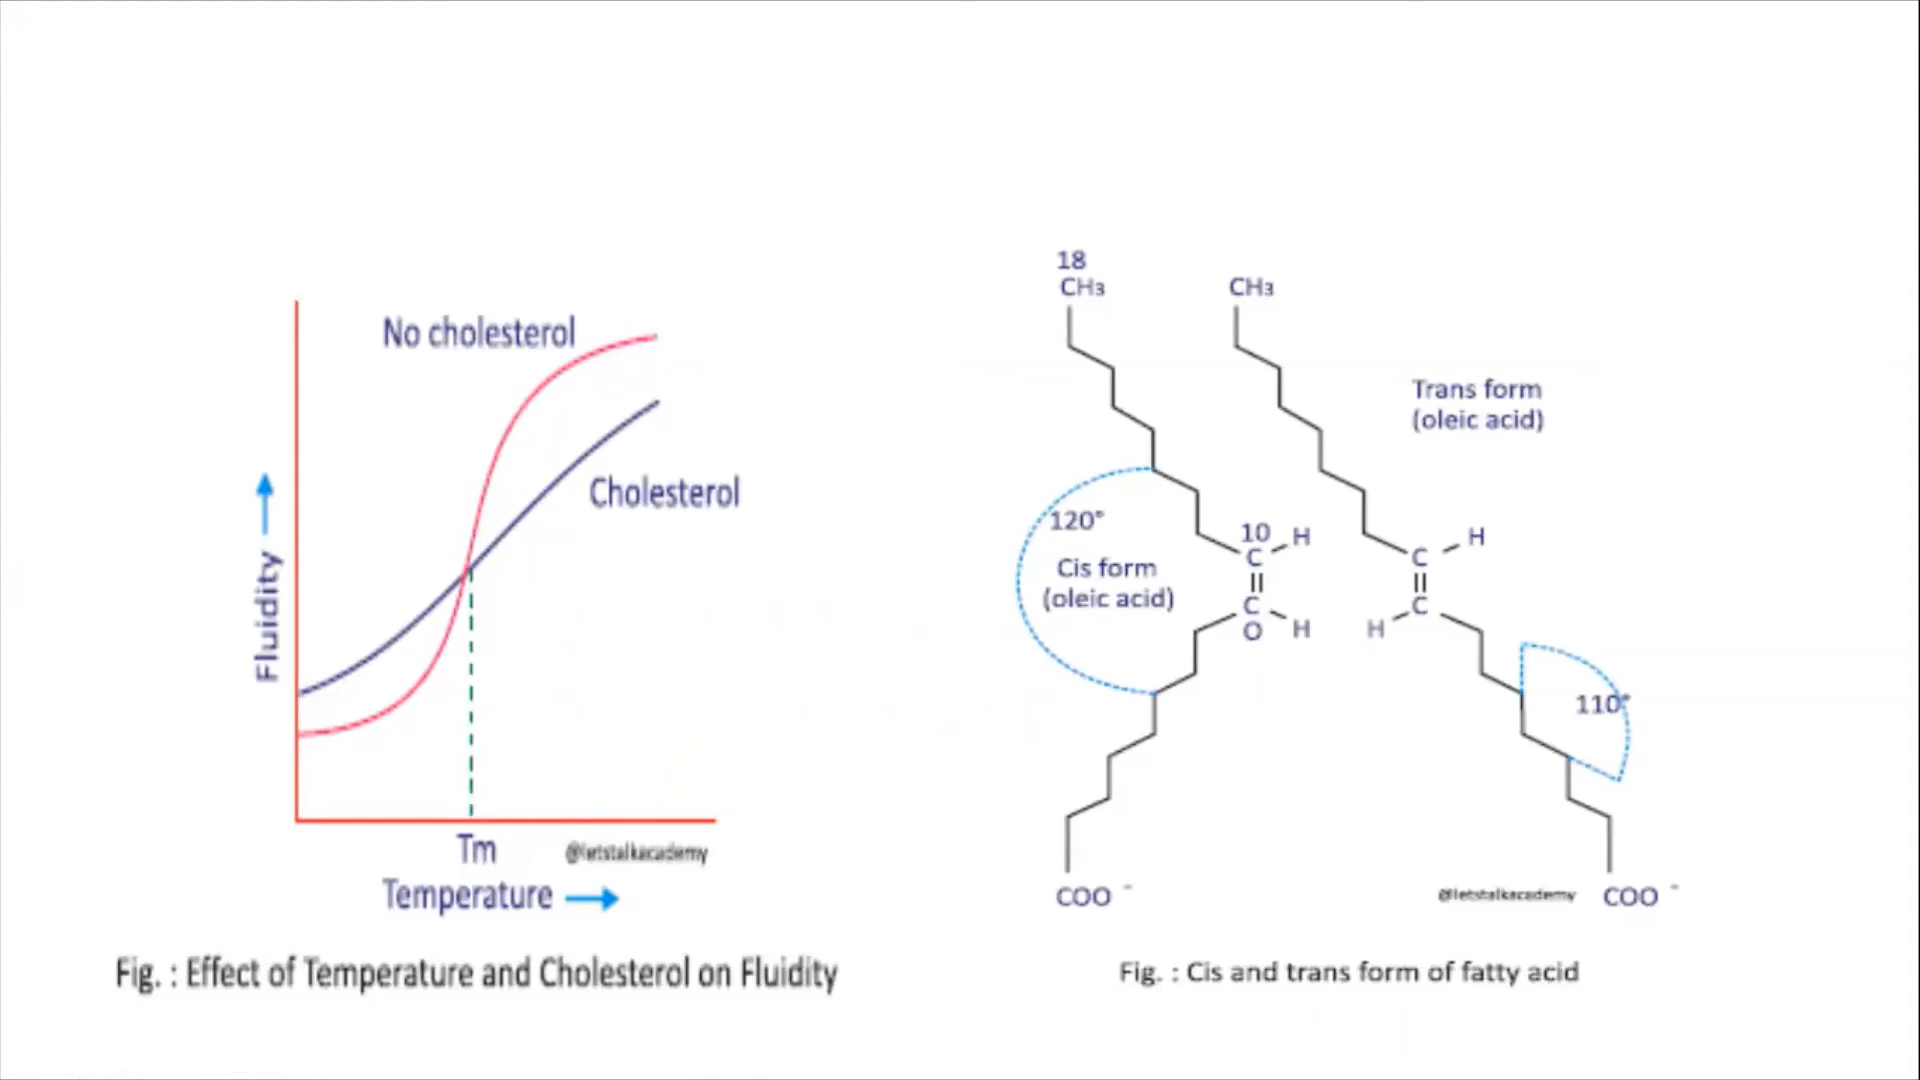 No cholesterol
Cholesterol
Fluidity
Tm
@letstalkacademy
Temperature
Fig. : Effect of Temperature and Cholesterol on Fluidity
18
CH₃
CH₃
Trans form
(oleic acid)
120°
Cis form
(oleic acid)
10
C
H
C
O
H
C
H
C
H
110°
COO ⁻
@letstalkacademy
COO ⁻
Fig. : Cis and trans form of fatty acid